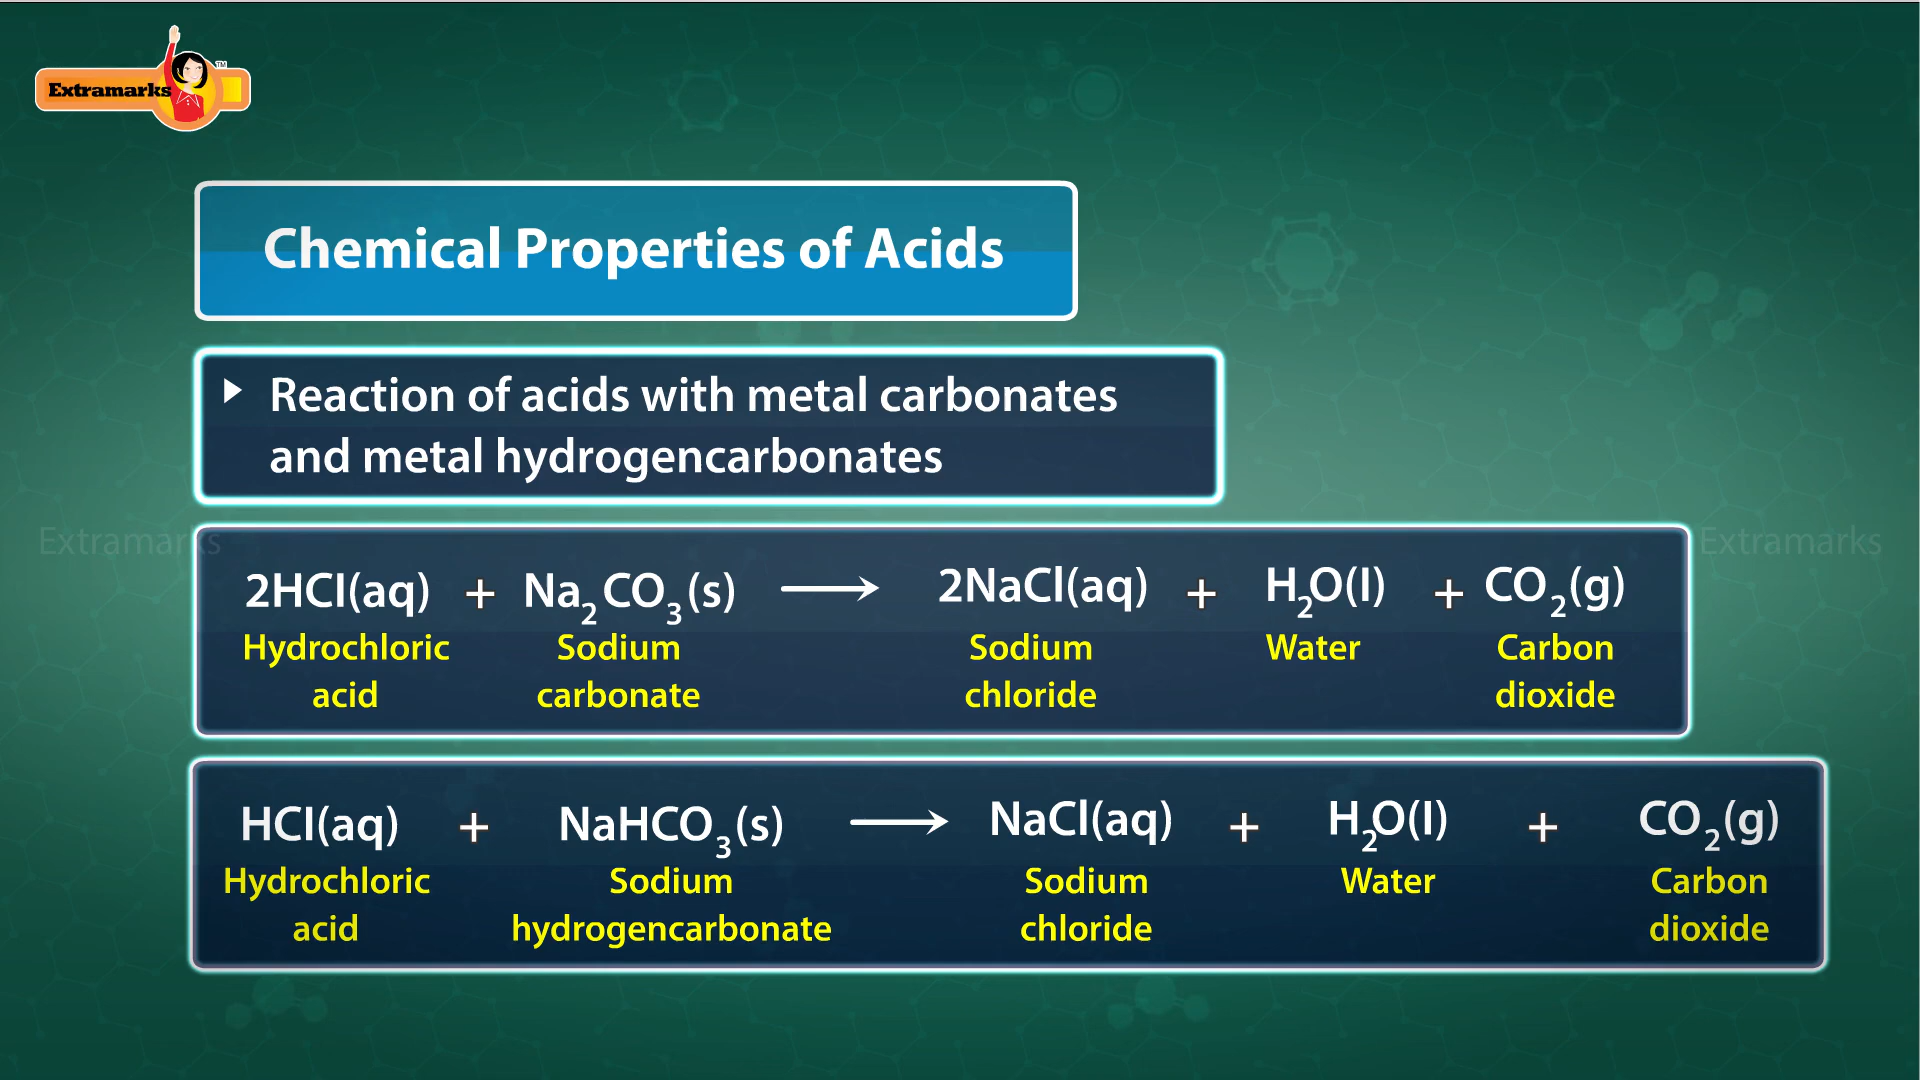 Extramarks
TM
Chemical Properties of Acids
Reaction of acids with metal carbonates
and metal hydrogencarbonates
Extramarks
Extramarks
2HCl(aq) + Na₂CO₃(s) ⟶ 2NaCl(aq) + H₂O(l) + CO₂(g)
Hydrochloric Sodium Sodium Water Carbon
acid carbonate chloride dioxide
HCl(aq) + NaHCO₃(s) ⟶ NaCl(aq) + H₂O(l) + CO₂(g)
Hydrochloric Sodium Sodium Water Carbon
acid hydrogencarbonate chloride dioxide